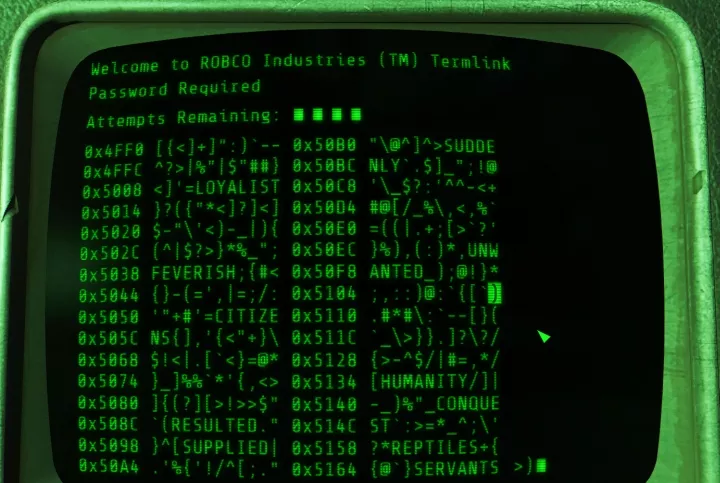 Welcome to ROBCO Industries (TM) Termlink
Password Required
Attempts Remaining: ■ ■ ■ ■
0x4FF0 [{<]+]":)`-- 0x50B0 "\@^]^>SUDDE
0x4FFC ^?>|%"|$"##} 0x50BC NLY`.$]_";!@
0x5008 <]'=LOYALIST 0x50C8 '\_$?:'^^-<+
0x5014 }?({"*<]?]<] 0x50D4 #@[/_%\,<,%`
0x5020 $-"\'<)-_|){ 0x50E0 =((|.+;[>`?'
0x502C (^|$?>}*%_"; 0x50EC }%),(:)*,UNW
0x5038 FEVERISH;{#< 0x50F8 ANTED_);@!}*
0x5044 {}-(=',|=;/: 0x5104 ;,::)@:`{[`)
0x5050 '"+#'=CITIZE 0x5110 .#*#\:`--[}(
0x505C NS{],'{<"+}\ 0x511C `_\>}}.]?\?/
0x5068 $!<|.[`<}=@* 0x5128 {>-^$/|#=,*/
0x5074 }_]%%`*'{,<> 0x5134 [HUMANITY/]|
0x5080 ]{(?][>!>>$" 0x5140 -_)%"_CONQUE
0x508C `(RESULTED." 0x514C ST`:>=*_^;\'
0x5098 }^[SUPPLIED| 0x5158 ?*REPTILES+{
0x50A4 .'%{'!/^[;." 0x5164 {@`}SERVANTS >)■